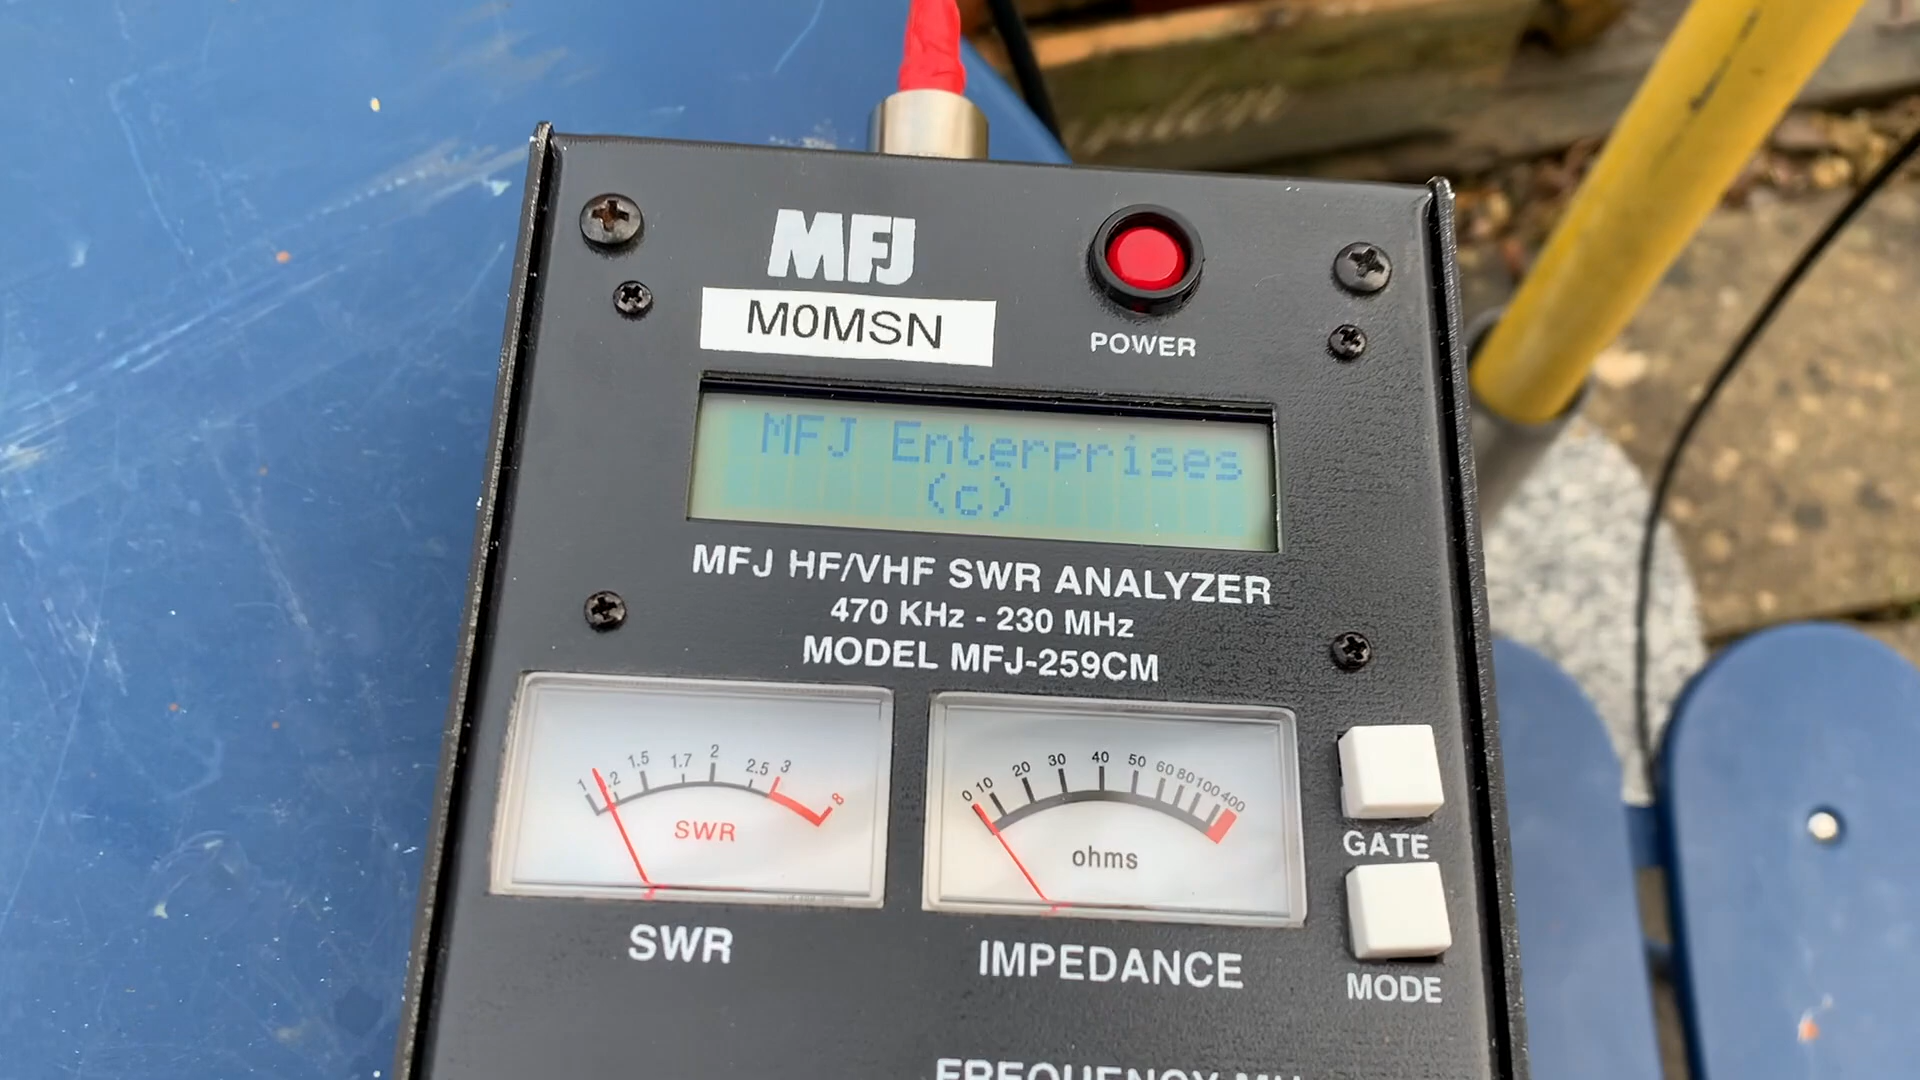 MFJ
M0MSN
POWER
MFJ Enterprises
(c)
MFJ HF/VHF SWR ANALYZER
470 KHz - 230 MHz
MODEL MFJ-259CM
1 .2 1.5 1.7 2 2.5 3 8
SWR
0 10 20 30 40 50 60 80 100 400
ohms
GATE
SWR
IMPEDANCE
MODE
FREQUENCY MH